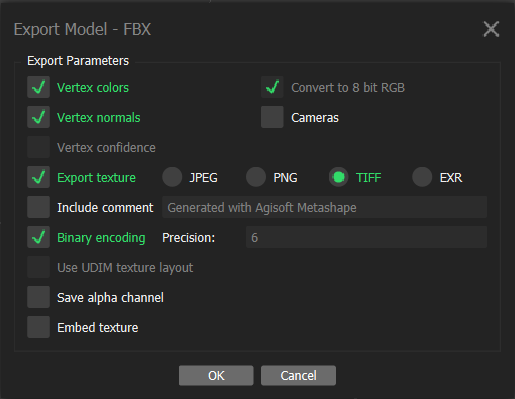 Export Model - FBX
Export Parameters
Vertex colors
Convert to 8 bit RGB
Vertex normals
Cameras
Vertex confidence
Export texture JPEG PNG TIFF EXR
Include comment Generated with Agisoft Metashape
Binary encoding Precision: 6
Use UDIM texture layout
Save alpha channel
Embed texture
OK Cancel